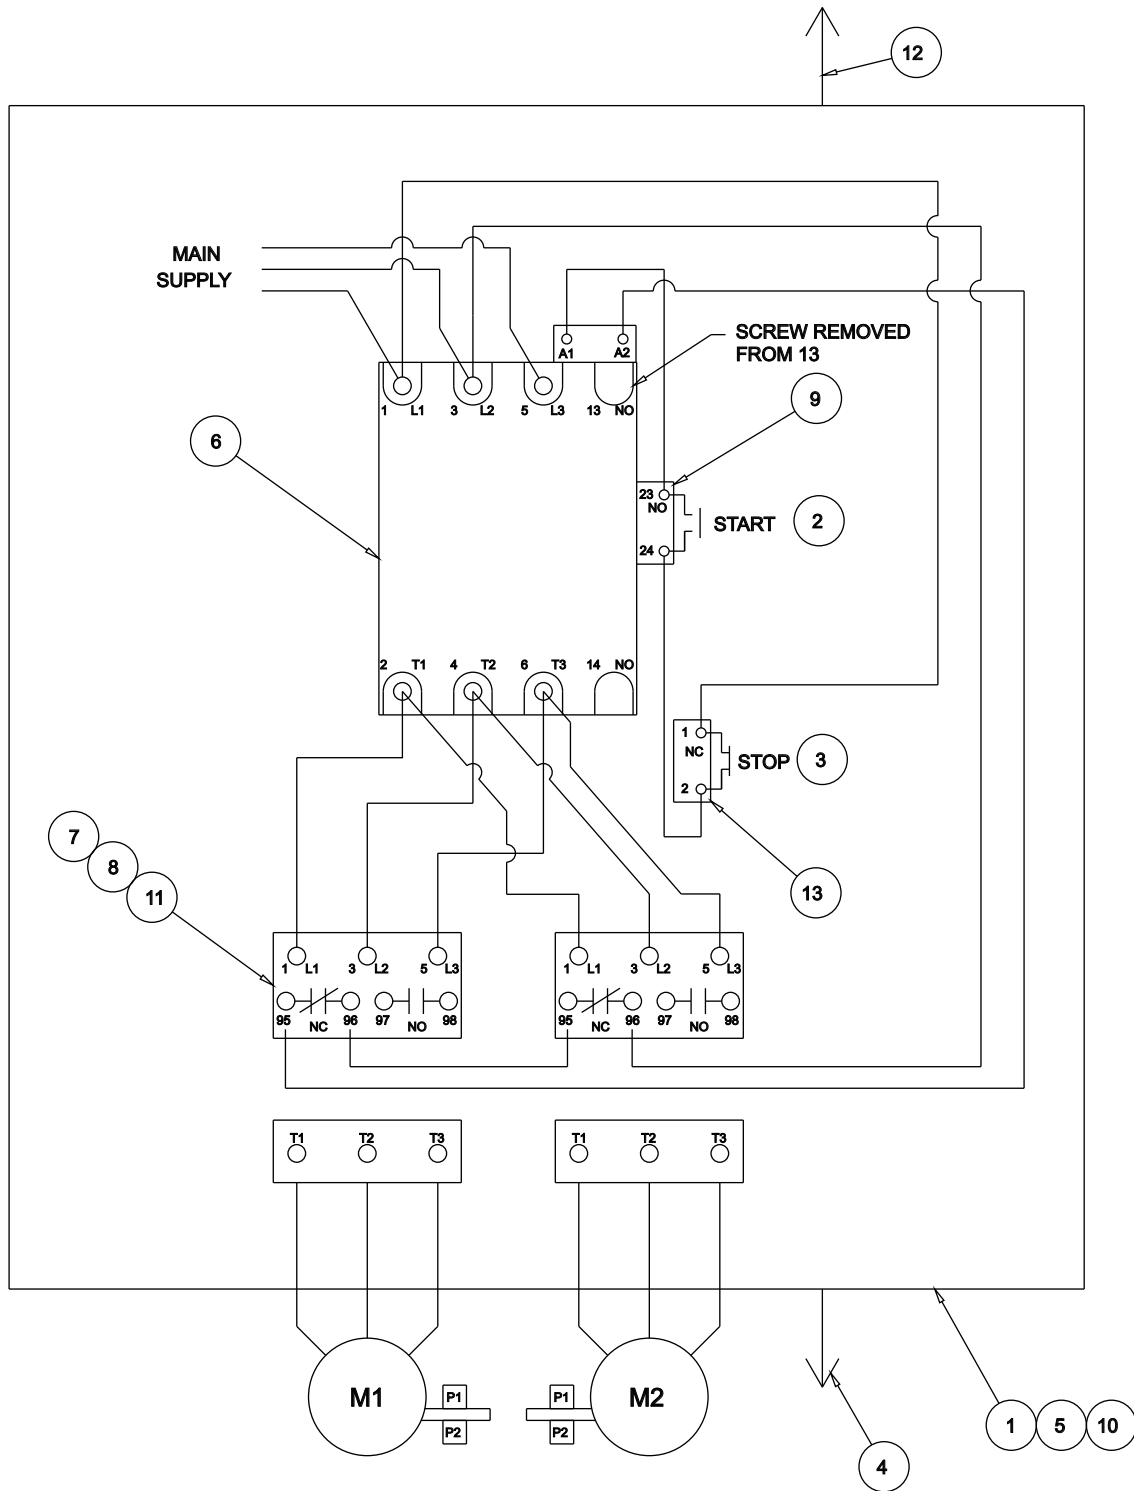 12
MAIN
SUPPLY
SCREW REMOVED
FROM 13
A1 A2
1 L1 3 L2 5 L3 13 NO
9
6
23
NO
START 2
24
2 T1 4 T2 6 T3 14 NO
1
NC
STOP 3
2
7
8
11
13
1 L1 3 L2 5 L3 1 L1 3 L2 5 L3
95 NC 96 97 NO 98 95 NC 96 97 NO 98
T1 T2 T3 T1 T2 T3
M1 P1 P1 M2
P2 P2
1 5 10
4